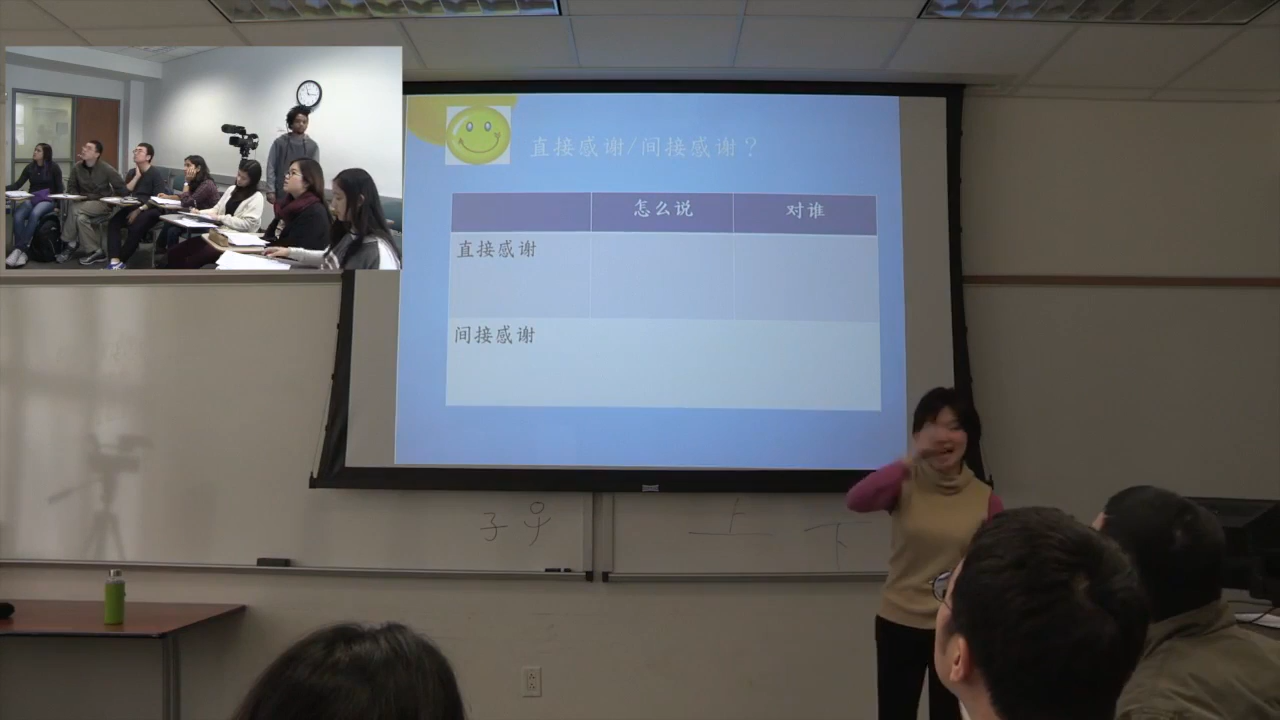 直接感谢/间接感谢？
怎么说 对谁
直接感谢
间接感谢
子 上 下